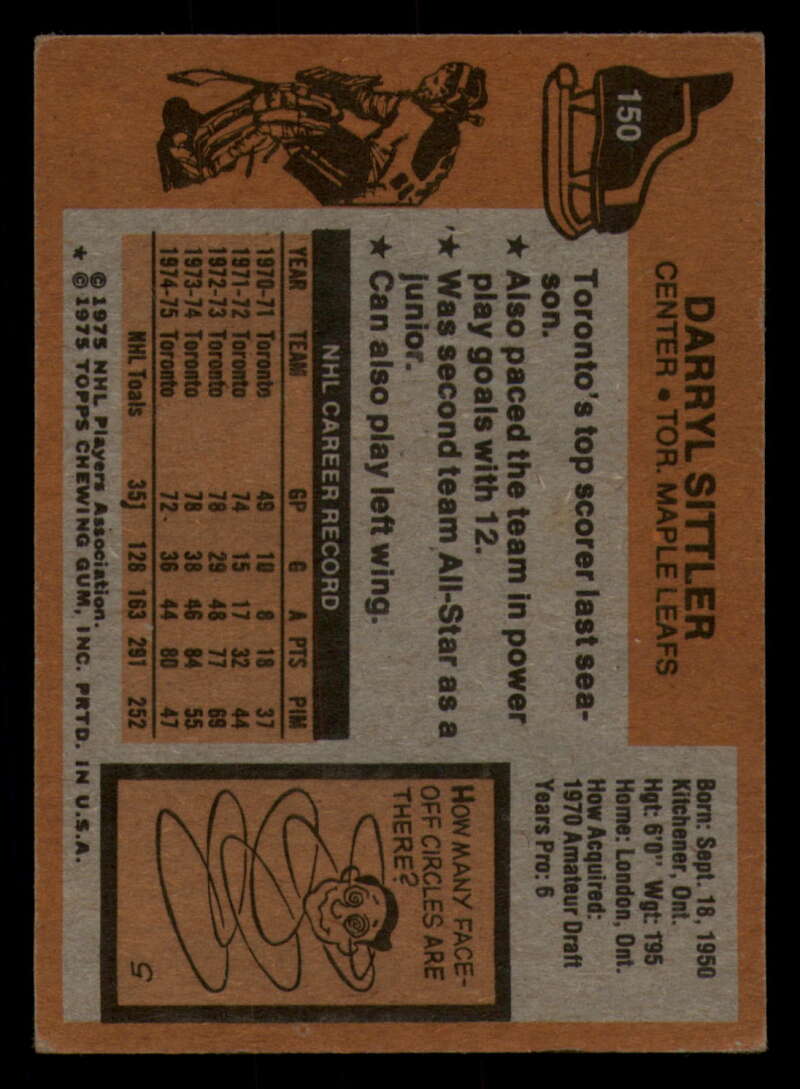 150
DARRYL SITTLER
CENTER • TOR. MAPLE LEAFS
Born: Sept. 18, 1950
Kitchener, Ont.
Hgt: 6'0" Wgt: 195
Home: London, Ont.
How Acquired:
1970 Amateur Draft
Years Pro: 6
Toronto's top scorer last sea-
son.
★ Also paced the team in power
play goals with 12.
★ Was second team All-Star as a
junior.
★ Can also play left wing.
NHL CAREER RECORD
YEAR TEAM GP G A PTS PIM
1970-71 Toronto 49 10 8 18 37
1971-72 Toronto 74 15 17 32 44
1972-73 Toronto 78 29 48 77 69
1973-74 Toronto 78 38 46 84 55
1974-75 Toronto 72 36 44 80 47
NHL Toals 351 128 163 291 252
© 1975 NHL Players Association.
★ © 1975 TOPPS CHEWING GUM, INC. PRTD. IN U.S.A.
HOW MANY FACE-
OFF CIRCLES ARE
THERE?
5